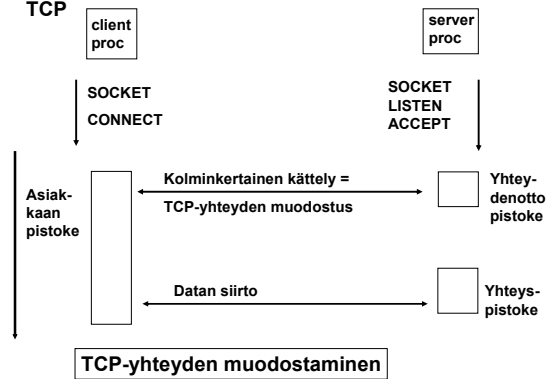 TCP
client
proc
server
proc
SOCKET
CONNECT
SOCKET
LISTEN
ACCEPT
Asiak-
kaan
pistoke
Kolminkertainen kättely =
TCP-yhteyden muodostus
Yhtey-
denotto
pistoke
Datan siirto
Yhteys-
pistoke
TCP-yhteyden muodostaminen